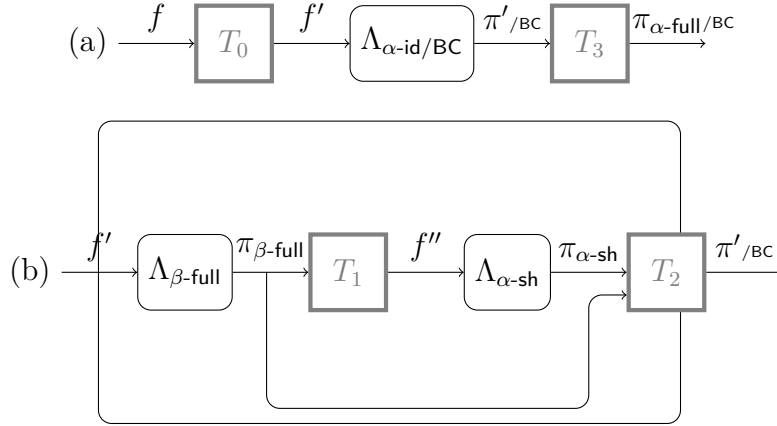 (a) f T₀ f′ Λα-id/BC π′/BC T₃ πα-full/BC
(b) f′ Λβ-full πβ-full T₁ f″ Λα-sh πα-sh T₂ π′/BC